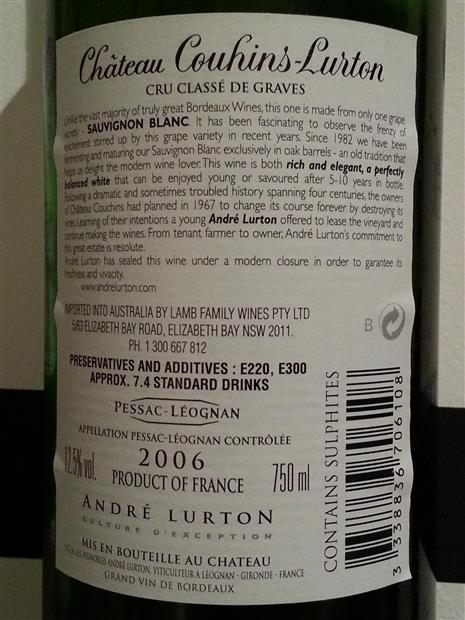 Château Couhins-Lurton
CRU CLASSÉ DE GRAVES
Unlike the vast majority of truly great Bordeaux Wines, this one is made from only one grape
variety - SAUVIGNON BLANC. It has been fascinating to observe the frenzy of
excitement stirred up by this grape variety in recent years. Since 1982 we have been
fermenting and maturing our Sauvignon Blanc exclusively in oak barrels - an old tradition that
helps us delight the modern wine lover. This wine is both rich and elegant, a perfectly
balanced white that can be enjoyed young or savoured after 5-10 years in bottle.
Following a dramatic and sometimes troubled history spanning four centuries, the owners
of Château Couchins had planned in 1967 to change its course forever by destroying its
vines. Learning of their intentions a young André Lurton offered to lease the vineyard and
continue making the wines. From tenant farmer to owner, André Lurton's commitment to
this great estate is resolute.
André Lurton has sealed this wine under a modern closure in order to garantee its
freshness and vivacity.
www.andrelurton.com
IMPORTED INTO AUSTRALIA BY LAMB FAMILY WINES PTY LTD
5/63 ELIZABETH BAY ROAD, ELIZABETH BAY NSW 2011.
PH. 1 300 667 812
B
PRESERVATIVES AND ADDITIVES : E220, E300
APPROX. 7.4 STANDARD DRINKS
PESSAC-LÉOGNAN
APPELLATION PESSAC-LÉOGNAN CONTRÔLÉE
12.5% vol.
2006
750 ml
PRODUCT OF FRANCE
ANDRÉ LURTON
CULTURE D'EXCEPTION
MIS EN BOUTEILLE AU CHATEAU
LES VIGNOBLES ANDRÉ LURTON, VITICULTEUR À LÉOGNAN - GIRONDE - FRANCE
GRAND VIN DE BORDEAUX
CONTAINS SULPHITES
3 338836 706108